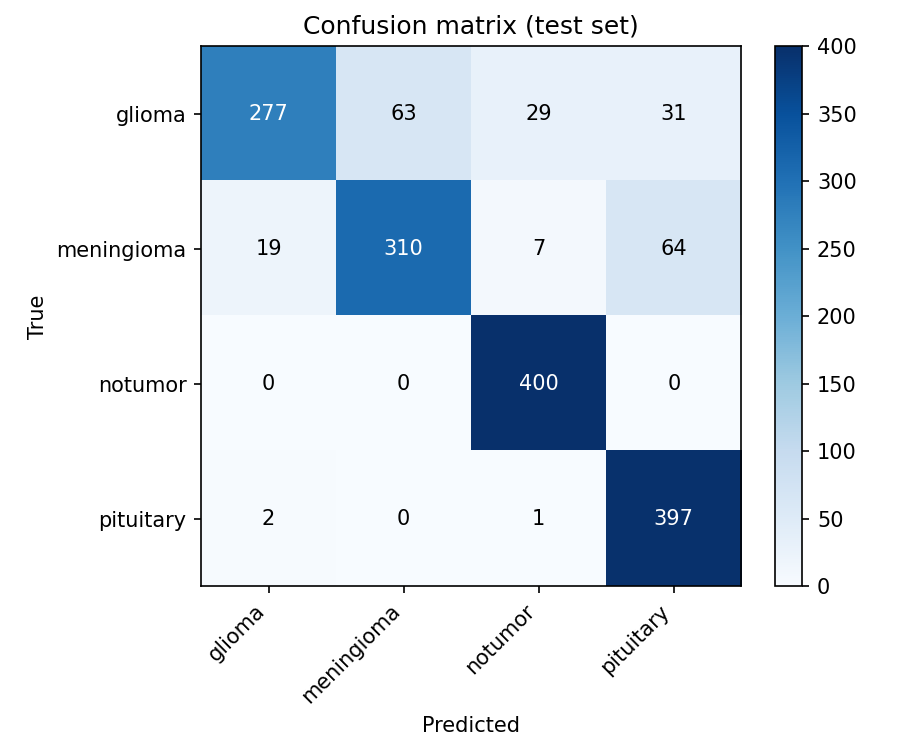 Confusion matrix (test set)
glioma 277 63 29 31
meningioma 19 310 7 64
notumor 0 0 400 0
pituitary 2 0 1 397
True
glioma meningioma notumor pituitary
Predicted
400
350
300
250
200
150
100
50
0